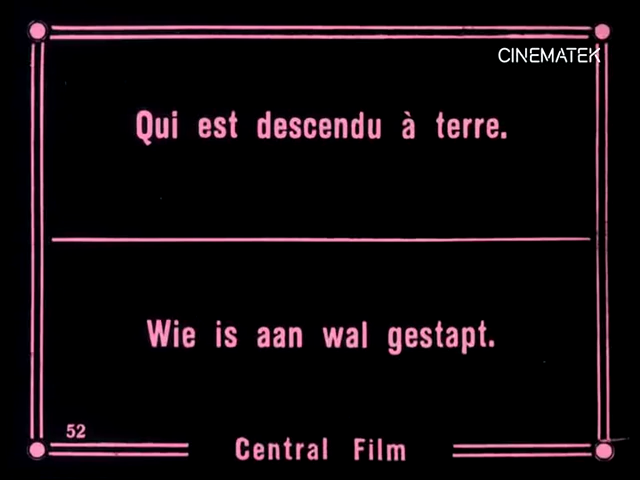 CINEMATEK
Qui est descendu à terre.
Wie is aan wal gestapt.
52
Central Film